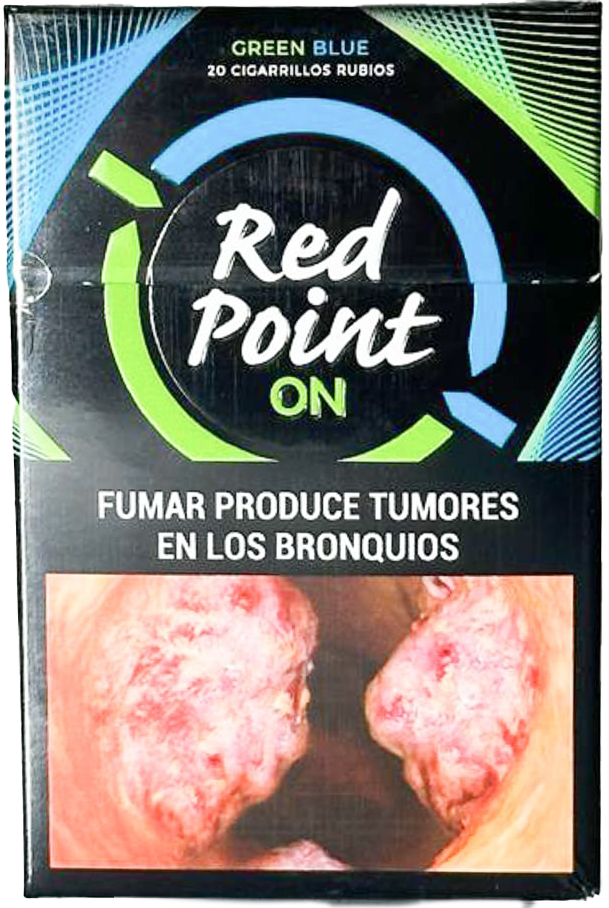 GREEN BLUE
20 CIGARRILLOS RUBIOS
Red
Point
ON
FUMAR PRODUCE TUMORES
EN LOS BRONQUIOS